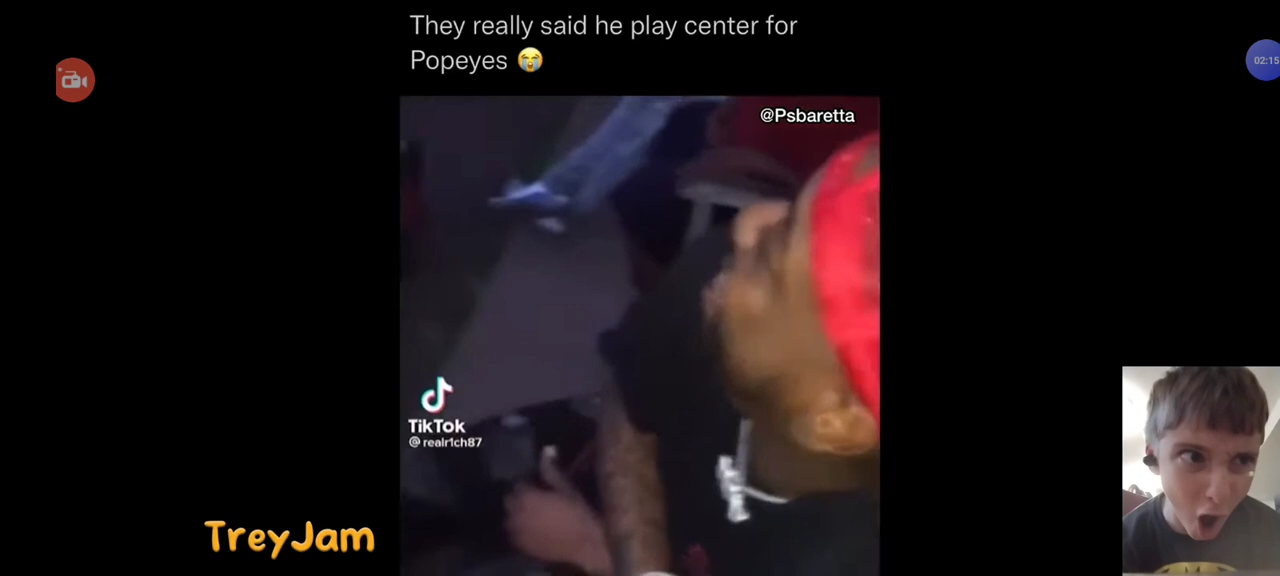 They really said he play center for
Popeyes 😭
02:15
@Psbaretta
TikTok
@realr1ch87
TreyJam